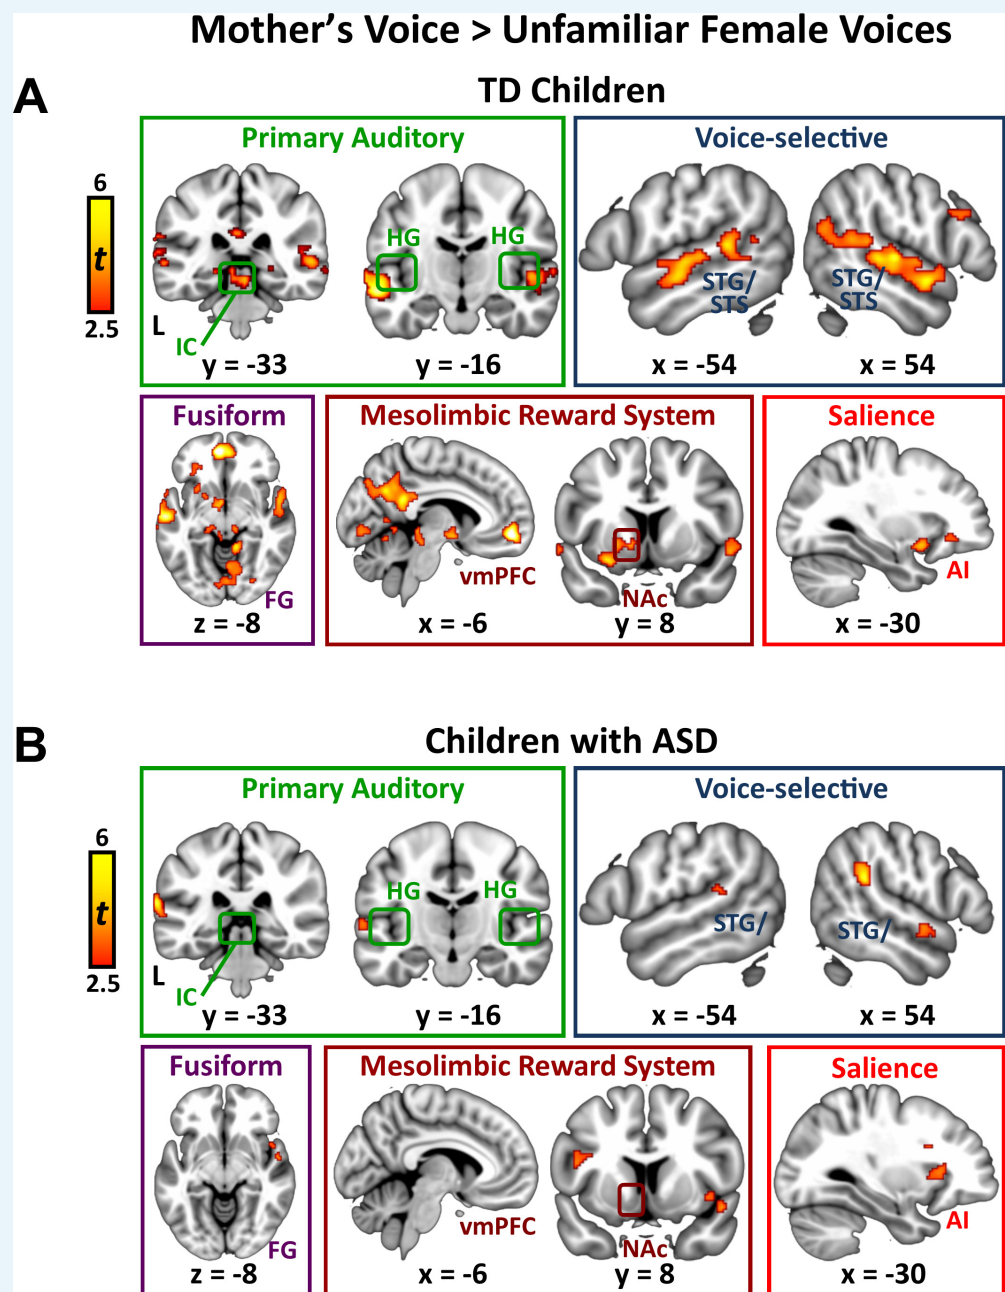 Mother’s Voice > Unfamiliar Female Voices
A
TD Children
Primary Auditory
Voice-selective
6
t
2.5
HG
HG
STG/
STS
STG/
STS
L
IC
y = -33
y = -16
x = -54
x = 54
Fusiform
Mesolimbic Reward System
Salience
FG
vmPFC
NAc
AI
z = -8
x = -6
y = 8
x = -30
B
Children with ASD
Primary Auditory
Voice-selective
6
t
2.5
HG
HG
STG/
STG/
L
IC
y = -33
y = -16
x = -54
x = 54
Fusiform
Mesolimbic Reward System
Salience
FG
vmPFC
NAc
AI
z = -8
x = -6
y = 8
x = -30